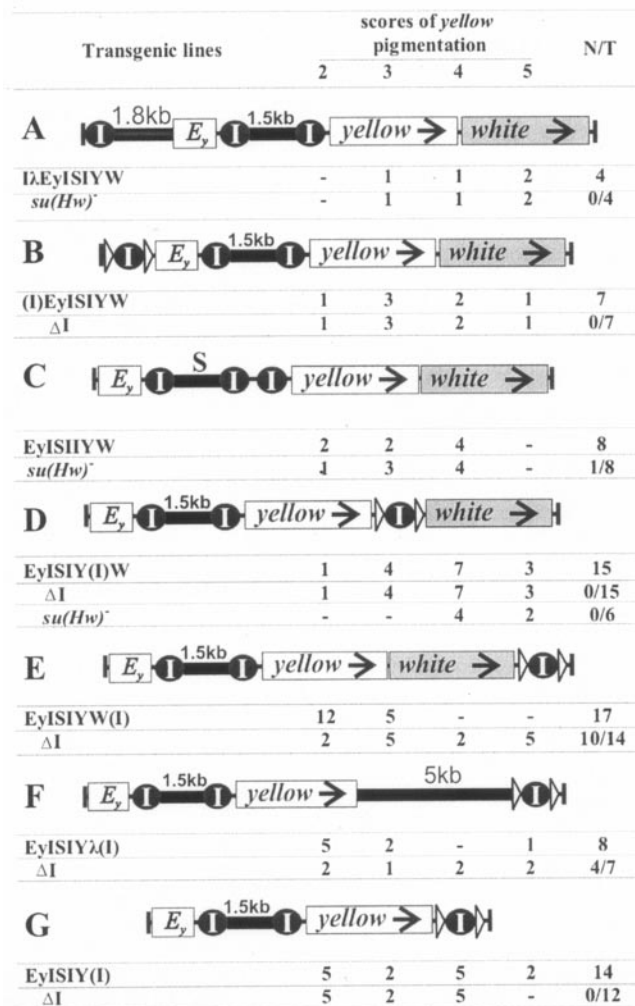 scores of yellow
Transgenic lines pigmentation N/T
2 3 4 5
A I 1.8kb Ey I 1.5kb I yellow → white →
IλEyISIYW - 1 1 2 4
su(Hw)- - 1 1 2 0/4
B I Ey I 1.5kb I yellow → white →
(I)EyISIYW 1 3 2 1 7
ΔI 1 3 2 1 0/7
C Ey I S I I yellow → white →
EyISIIYW 2 2 4 - 8
su(Hw)- 1 3 4 - 1/8
D Ey I 1.5kb I yellow → I white →
EyISIY(I)W 1 4 7 3 15
ΔI 1 4 7 3 0/15
su(Hw)- - - 4 2 0/6
E Ey I 1.5kb I yellow → white → I
EyISIYW(I) 12 5 - - 17
ΔI 2 5 2 5 10/14
F Ey I 1.5kb I yellow → 5kb I
EyISIYλ(I) 5 2 - 1 8
ΔI 2 1 2 2 4/7
G Ey I 1.5kb I yellow → I
EyISIY(I) 5 2 5 2 14
ΔI 5 2 5 - 0/12